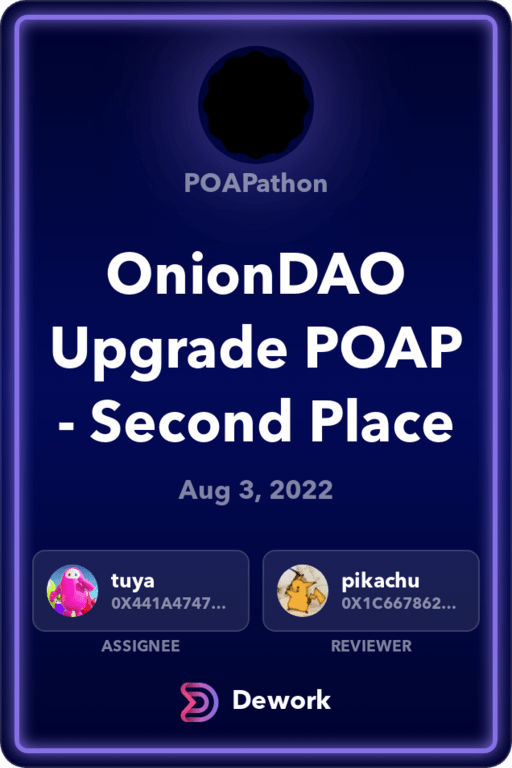 POAPathon
OnionDAO
Upgrade POAP
- Second Place
Aug 3, 2022
tuya
0X441A4747...
pikachu
0X1C667862...
ASSIGNEE
REVIEWER
Dework